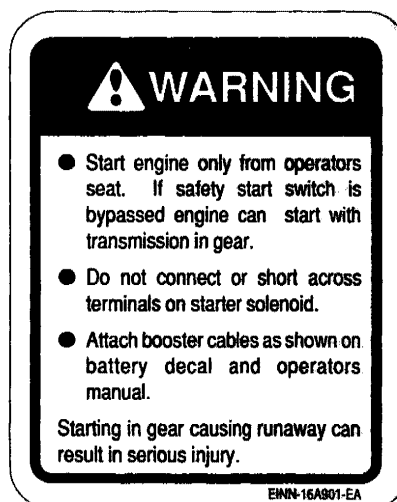 WARNING
● Start engine only from operators
seat. If safety start switch is
bypassed engine can start with
transmission in gear.
● Do not connect or short across
terminals on starter solenoid.
● Attach booster cables as shown on
battery decal and operators
manual.
Starting in gear causing runaway can
result in serious injury.
EINN-16A901-EA